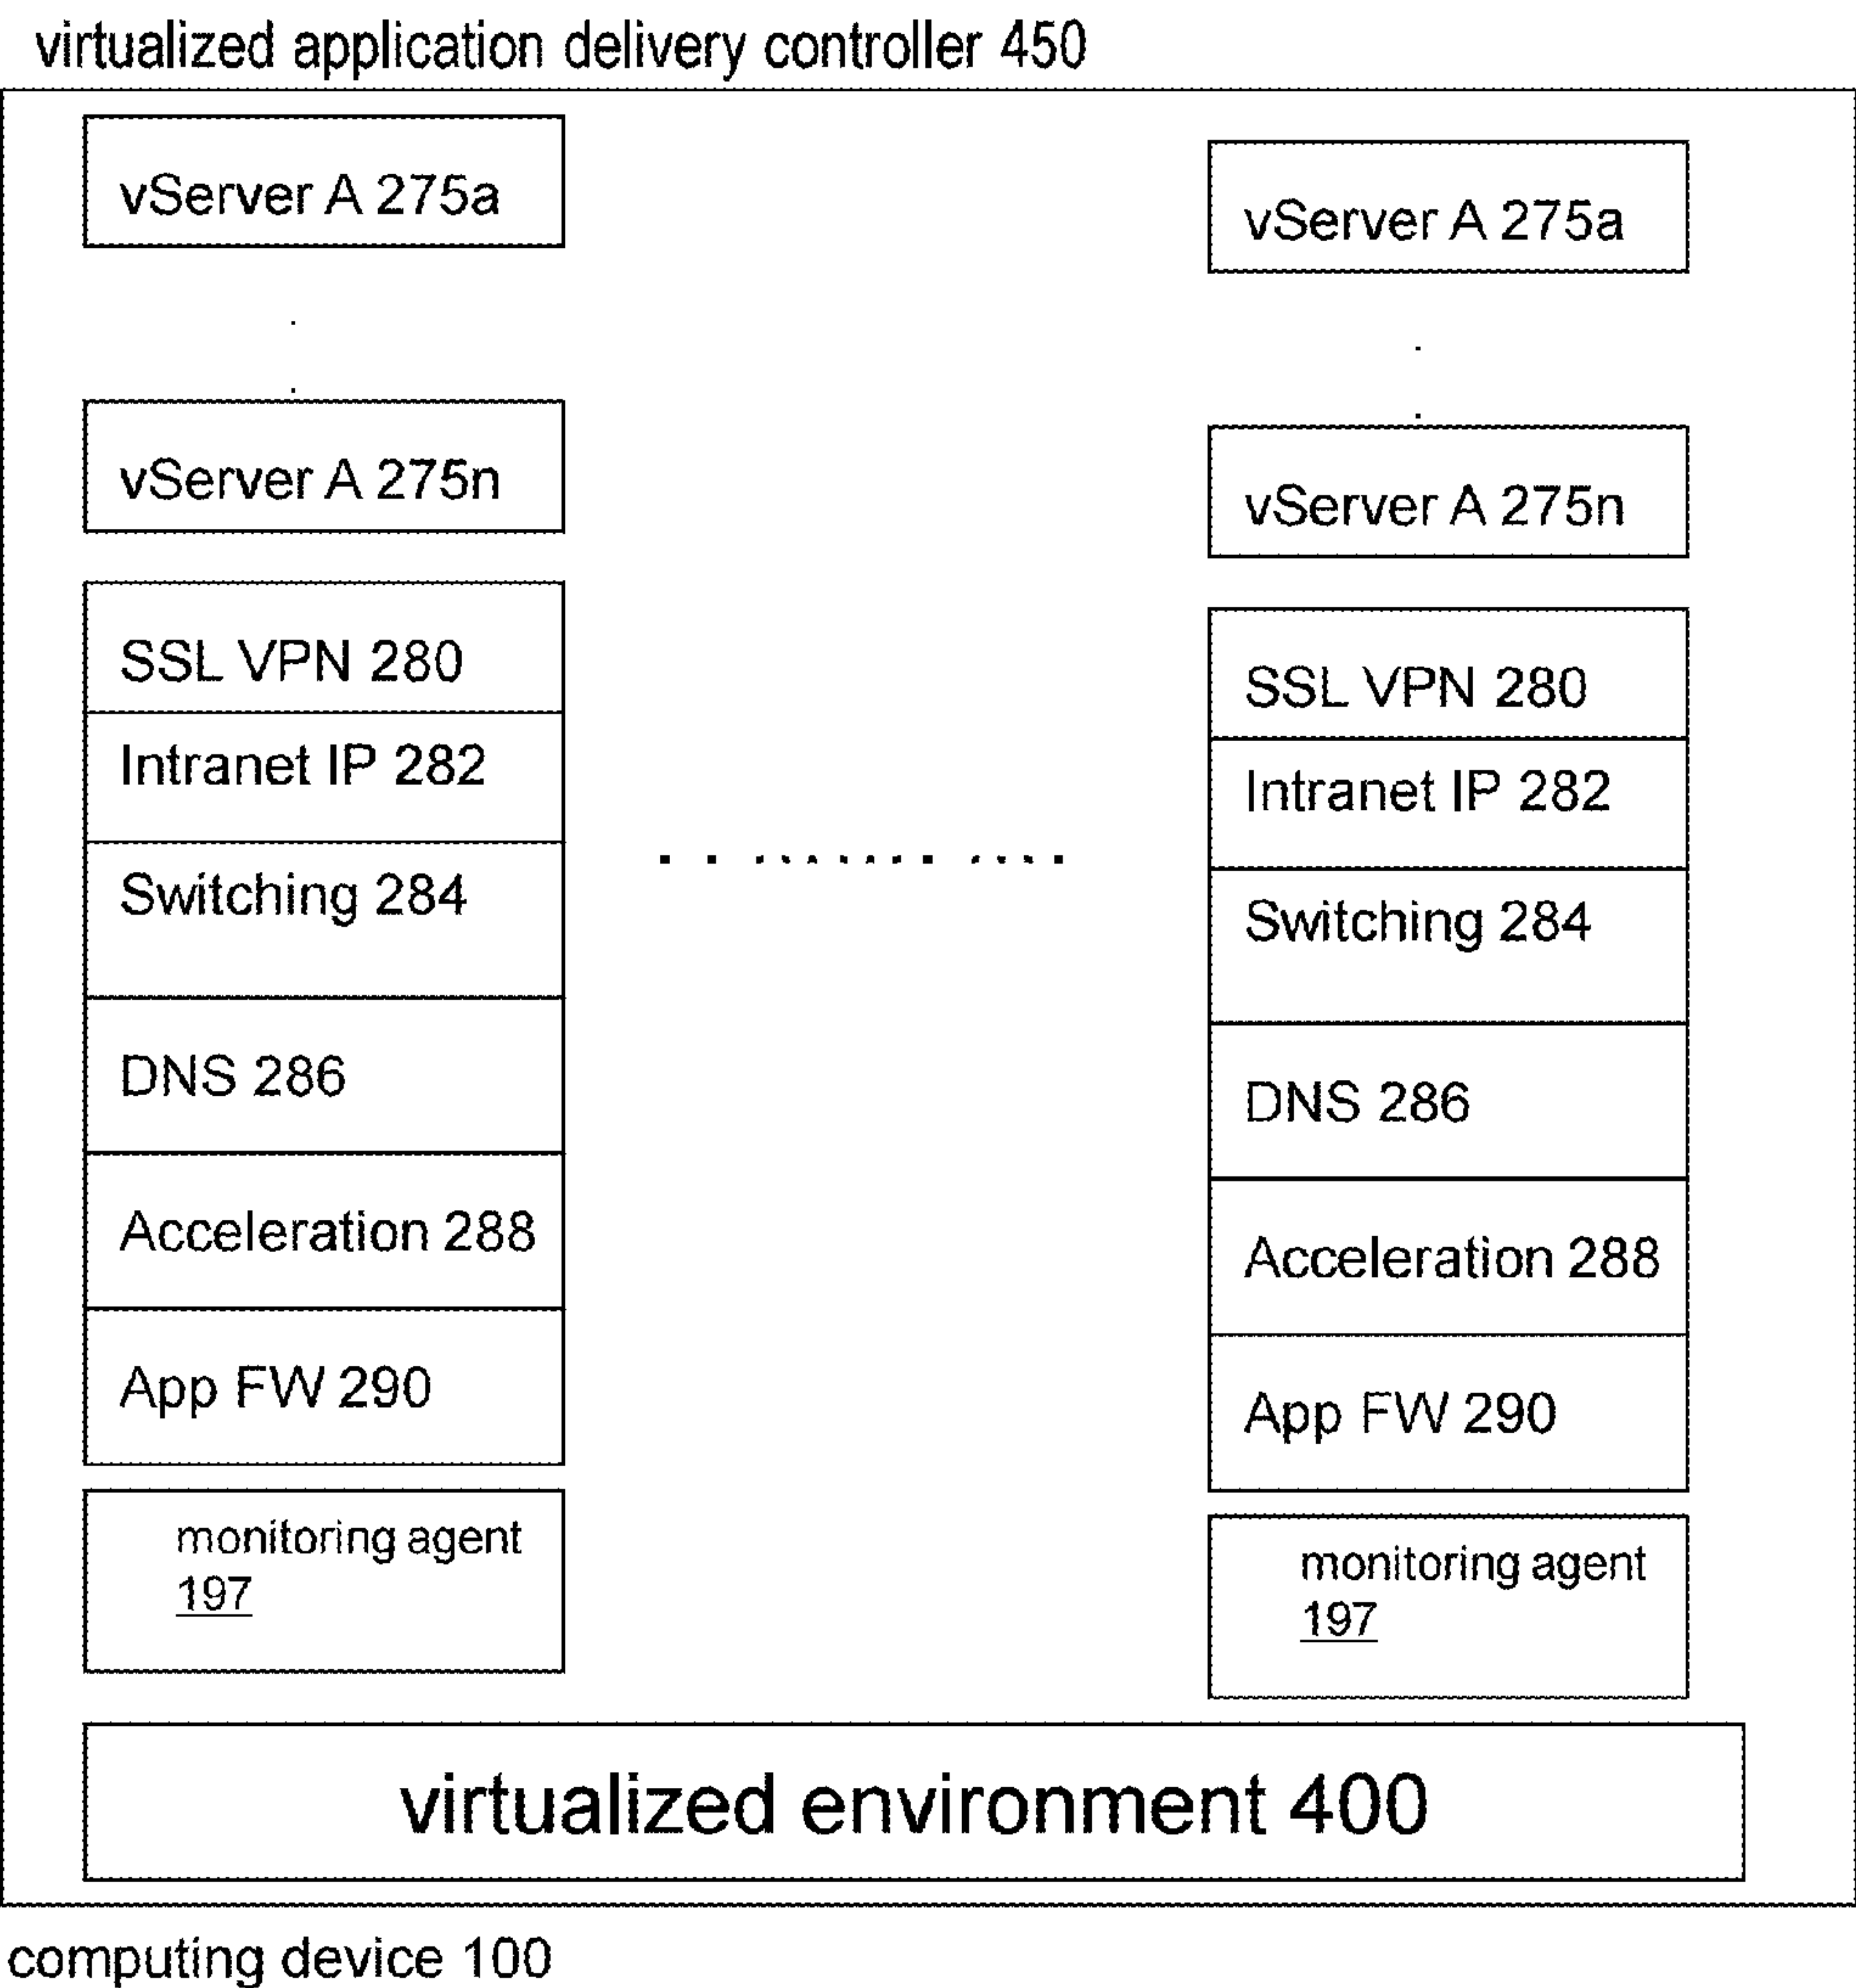 virtualized application delivery controller 450
vServer A 275a
vServer A 275n
SSL VPN 280
Intranet IP 282
Switching 284
DNS 286
Acceleration 288
App FW 290
monitoring agent
197
vServer A 275a
vServer A 275n
SSL VPN 280
Intranet IP 282
Switching 284
DNS 286
Acceleration 288
App FW 290
monitoring agent
197
virtualized environment 400
computing device 100